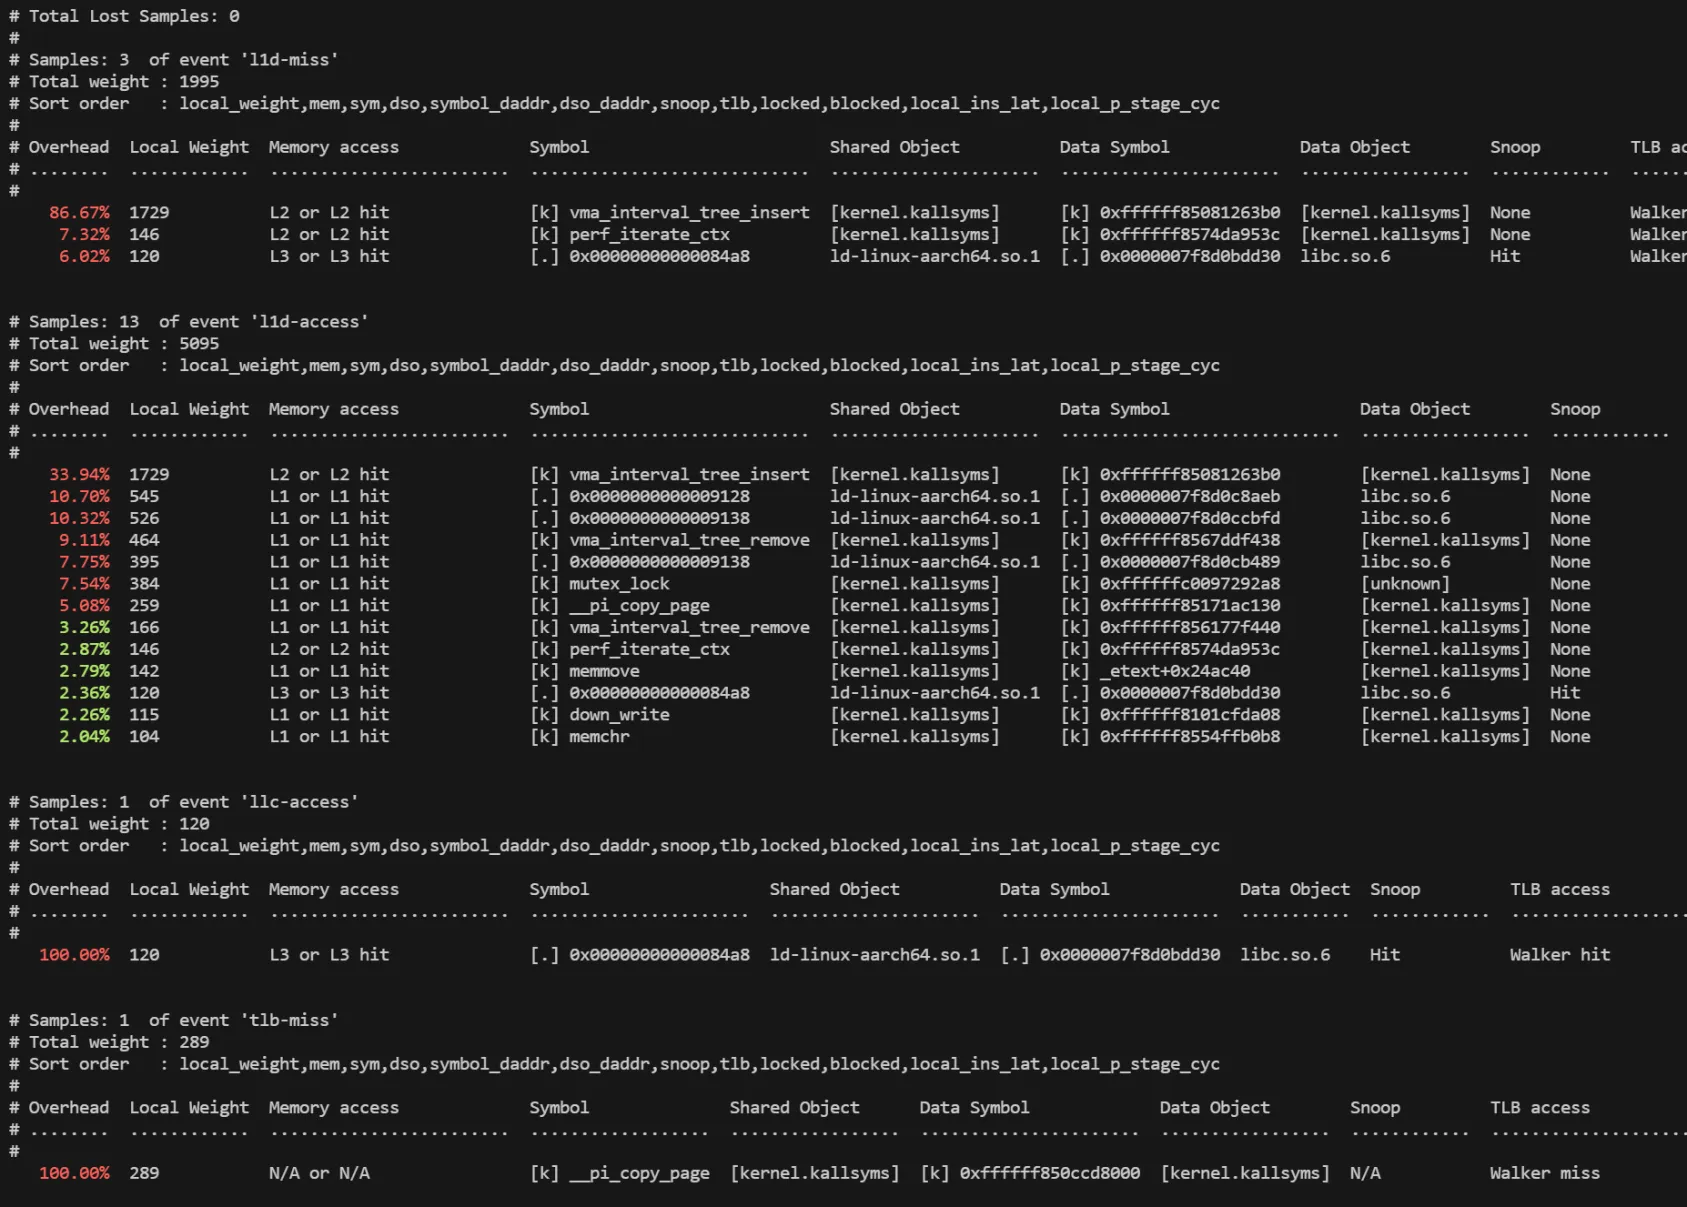 # Total Lost Samples: 0
#
# Samples: 3  of event 'l1d-miss'
# Total weight : 1995
# Sort order   : local_weight,mem,sym,dso,symbol_daddr,dso_daddr,snoop,tlb,locked,blocked,local_ins_lat,local_p_stage_cyc
#
# Overhead  Local Weight  Memory access             Symbol                        Shared Object          Data Symbol             Data Object        Snoop         TLB ac
# ........  ............  ........................  ............................  .....................  ......................  .................  ............  ......
#
    86.67%  1729          L2 or L2 hit              [k] vma_interval_tree_insert  [kernel.kallsyms]      [k] 0xffffff85081263b0  [kernel.kallsyms]  None          Walker
     7.32%  146           L2 or L2 hit              [k] perf_iterate_ctx          [kernel.kallsyms]      [k] 0xffffff8574da953c  [kernel.kallsyms]  None          Walker
     6.02%  120           L3 or L3 hit              [.] 0x00000000000084a8        ld-linux-aarch64.so.1  [.] 0x0000007f8d0bdd30  libc.so.6          Hit           Walker
# Samples: 13  of event 'l1d-access'
# Total weight : 5095
# Sort order   : local_weight,mem,sym,dso,symbol_daddr,dso_daddr,snoop,tlb,locked,blocked,local_ins_lat,local_p_stage_cyc
#
# Overhead  Local Weight  Memory access             Symbol                        Shared Object          Data Symbol                   Data Object        Snoop
# ........  ............  ........................  ............................  .....................  ............................  .................  ............
#
    33.94%  1729          L2 or L2 hit              [k] vma_interval_tree_insert  [kernel.kallsyms]      [k] 0xffffff85081263b0        [kernel.kallsyms]  None
    10.70%  545           L1 or L1 hit              [.] 0x0000000000009128        ld-linux-aarch64.so.1  [.] 0x0000007f8d0c8aeb        libc.so.6          None
    10.32%  526           L1 or L1 hit              [.] 0x0000000000009138        ld-linux-aarch64.so.1  [.] 0x0000007f8d0ccbfd        libc.so.6          None
     9.11%  464           L1 or L1 hit              [k] vma_interval_tree_remove  [kernel.kallsyms]      [k] 0xffffff8567ddf438        [kernel.kallsyms]  None
     7.75%  395           L1 or L1 hit              [.] 0x0000000000009138        ld-linux-aarch64.so.1  [.] 0x0000007f8d0cb489        libc.so.6          None
     7.54%  384           L1 or L1 hit              [k] mutex_lock                [kernel.kallsyms]      [k] 0xffffffc0097292a8        [unknown]          None
     5.08%  259           L1 or L1 hit              [k] __pi_copy_page            [kernel.kallsyms]      [k] 0xffffff85171ac130        [kernel.kallsyms]  None
     3.26%  166           L1 or L1 hit              [k] vma_interval_tree_remove  [kernel.kallsyms]      [k] 0xffffff856177f440        [kernel.kallsyms]  None
     2.87%  146           L2 or L2 hit              [k] perf_iterate_ctx          [kernel.kallsyms]      [k] 0xffffff8574da953c        [kernel.kallsyms]  None
     2.79%  142           L1 or L1 hit              [k] memmove                   [kernel.kallsyms]      [k] _etext+0x24ac40           [kernel.kallsyms]  None
     2.36%  120           L3 or L3 hit              [.] 0x00000000000084a8        ld-linux-aarch64.so.1  [.] 0x0000007f8d0bdd30        libc.so.6          Hit
     2.26%  115           L1 or L1 hit              [k] down_write                [kernel.kallsyms]      [k] 0xffffff8101cfda08        [kernel.kallsyms]  None
     2.04%  104           L1 or L1 hit              [k] memchr                    [kernel.kallsyms]      [k] 0xffffff8554ffb0b8        [kernel.kallsyms]  None
# Samples: 1  of event 'llc-access'
# Total weight : 120
# Sort order   : local_weight,mem,sym,dso,symbol_daddr,dso_daddr,snoop,tlb,locked,blocked,local_ins_lat,local_p_stage_cyc
#
# Overhead  Local Weight  Memory access             Symbol                  Shared Object          Data Symbol             Data Object  Snoop         TLB access
# ........  ............  ........................  ......................  .....................  ......................  ...........  ............  ..................
#
   100.00%  120           L3 or L3 hit              [.] 0x00000000000084a8  ld-linux-aarch64.so.1  [.] 0x0000007f8d0bdd30  libc.so.6    Hit           Walker hit
# Samples: 1  of event 'tlb-miss'
# Total weight : 289
# Sort order   : local_weight,mem,sym,dso,symbol_daddr,dso_daddr,snoop,tlb,locked,blocked,local_ins_lat,local_p_stage_cyc
#
# Overhead  Local Weight  Memory access             Symbol              Shared Object      Data Symbol             Data Object        Snoop         TLB access
# ........  ............  ........................  ..................  .................  ......................  .................  ............  ....................
#
   100.00%  289           N/A or N/A                [k] __pi_copy_page  [kernel.kallsyms]  [k] 0xffffff850ccd8000  [kernel.kallsyms]  N/A           Walker miss